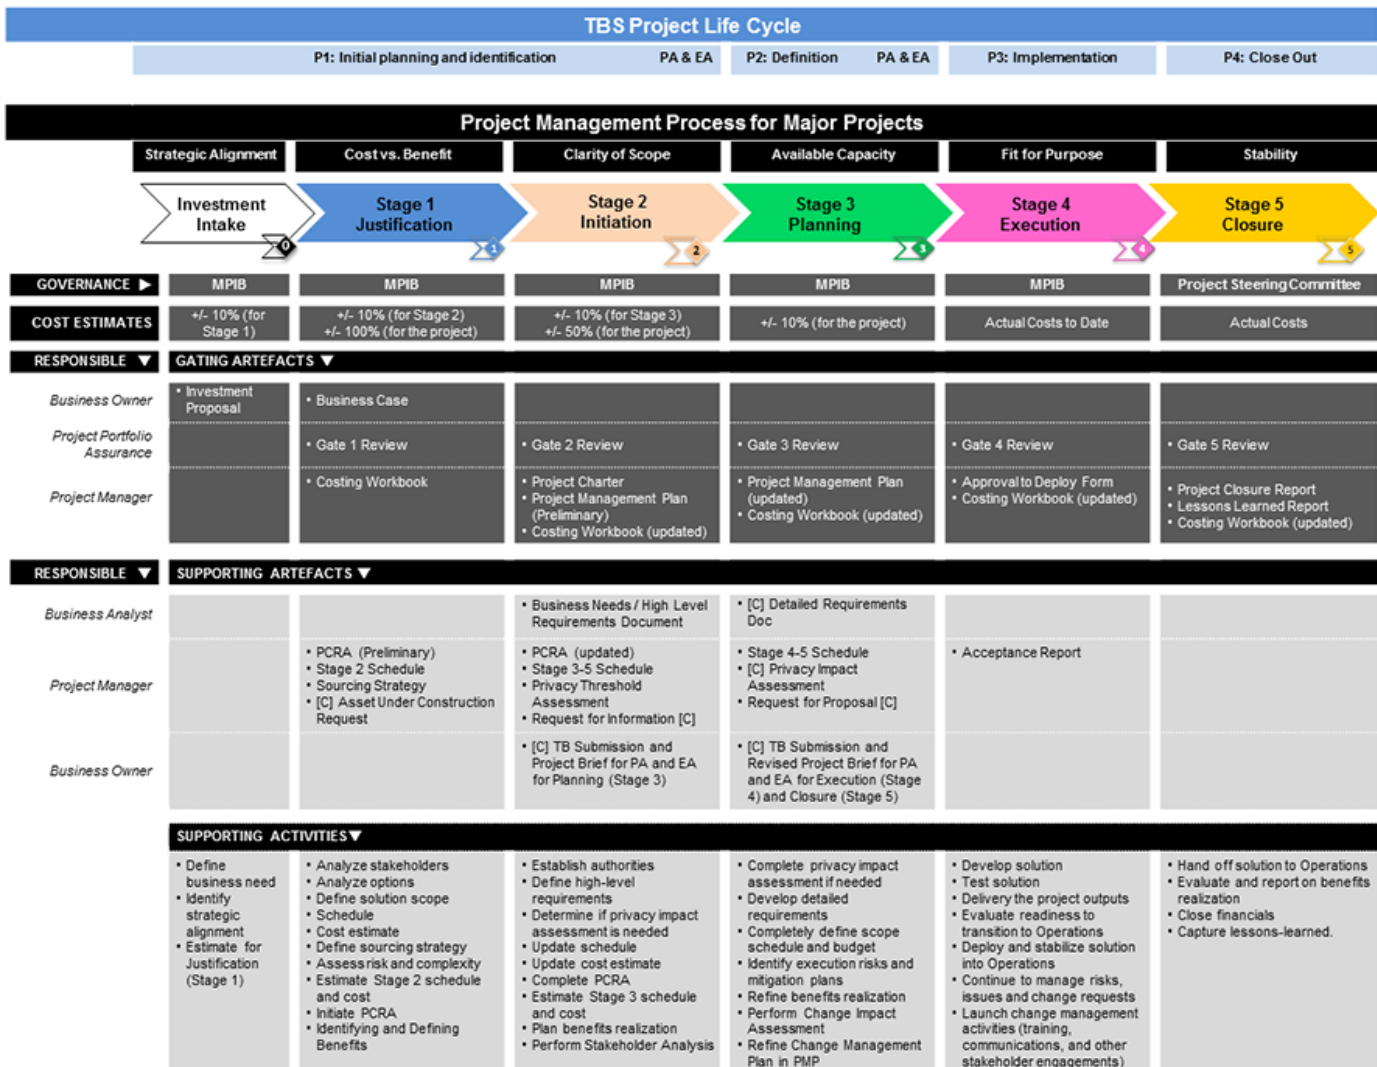 TBS Project Life Cycle
P1: Initial planning and identification PA & EA P2: Definition PA & EA P3: Implementation P4: Close Out
Project Management Process for Major Projects
Strategic Alignment Cost vs. Benefit Clarity of Scope Available Capacity Fit for Purpose Stability
Investment
Intake
0
Stage 1
Justification
1
Stage 2
Initiation
2
Stage 3
Planning
3
Stage 4
Execution
4
Stage 5
Closure
5
GOVERNANCE ▶ MPIB MPIB MPIB MPIB MPIB Project Steering Committee
COST ESTIMATES
+/- 10% (for
Stage 1)
+/- 10% (for Stage 2)
+/- 100% (for the project)
+/- 10% (for Stage 3)
+/- 50% (for the project)
+/- 10% (for the project)
Actual Costs to Date
Actual Costs
RESPONSIBLE ▼ GATING ARTEFACTS ▼
Business Owner
• Investment
Proposal
• Business Case
Project Portfolio
Assurance
• Gate 1 Review
• Gate 2 Review
• Gate 3 Review
• Gate 4 Review
• Gate 5 Review
Project Manager
• Costing Workbook
• Project Charter
• Project Management Plan
(Preliminary)
• Costing Workbook (updated)
• Project Management Plan
(updated)
• Costing Workbook (updated)
• Approval to Deploy Form
• Costing Workbook (updated)
• Project Closure Report
• Lessons Learned Report
• Costing Workbook (updated)
RESPONSIBLE ▼ SUPPORTING ARTEFACTS ▼
Business Analyst
• Business Needs / High Level
Requirements Document
• [C] Detailed Requirements
Doc
Project Manager
• PCRA (Preliminary)
• Stage 2 Schedule
• Sourcing Strategy
• [C] Asset Under Construction
Request
• PCRA (updated)
• Stage 3-5 Schedule
• Privacy Threshold
Assessment
• Request for Information [C]
• Stage 4-5 Schedule
• [C] Privacy Impact
Assessment
• Request for Proposal [C]
• Acceptance Report
Business Owner
• [C] TB Submission and
Project Brief for PA and EA
for Planning (Stage 3)
• [C] TB Submission and
Revised Project Brief for PA
and EA for Execution (Stage
4) and Closure (Stage 5)
SUPPORTING ACTIVITIES ▼
• Define
business need
• Identify
strategic
alignment
• Estimate for
Justification
(Stage 1)
• Analyze stakeholders
• Analyze options
• Define solution scope
• Schedule
• Cost estimate
• Define sourcing strategy
• Assess risk and complexity
• Estimate Stage 2 schedule
and cost
• Initiate PCRA
• Identifying and Defining
Benefits
• Establish authorities
• Define high-level
requirements
• Determine if privacy impact
assessment is needed
• Update schedule
• Update cost estimate
• Complete PCRA
• Estimate Stage 3 schedule
and cost
• Plan benefits realization
• Perform Stakeholder Analysis
• Complete privacy impact
assessment if needed
• Develop detailed
requirements
• Completely define scope
schedule and budget
• Identify execution risks and
mitigation plans
• Refine benefits realization
• Perform Change Impact
Assessment
• Refine Change Management
Plan in PMP
• Develop solution
• Test solution
• Delivery the project outputs
• Evaluate readiness to
transition to Operations
• Deploy and stabilize solution
into Operations
• Continue to manage risks,
issues and change requests
• Launch change management
activities (training,
communications, and other
stakeholder engagements)
• Hand off solution to Operations
• Evaluate and report on benefits
realization
• Close financials
• Capture lessons-learned.